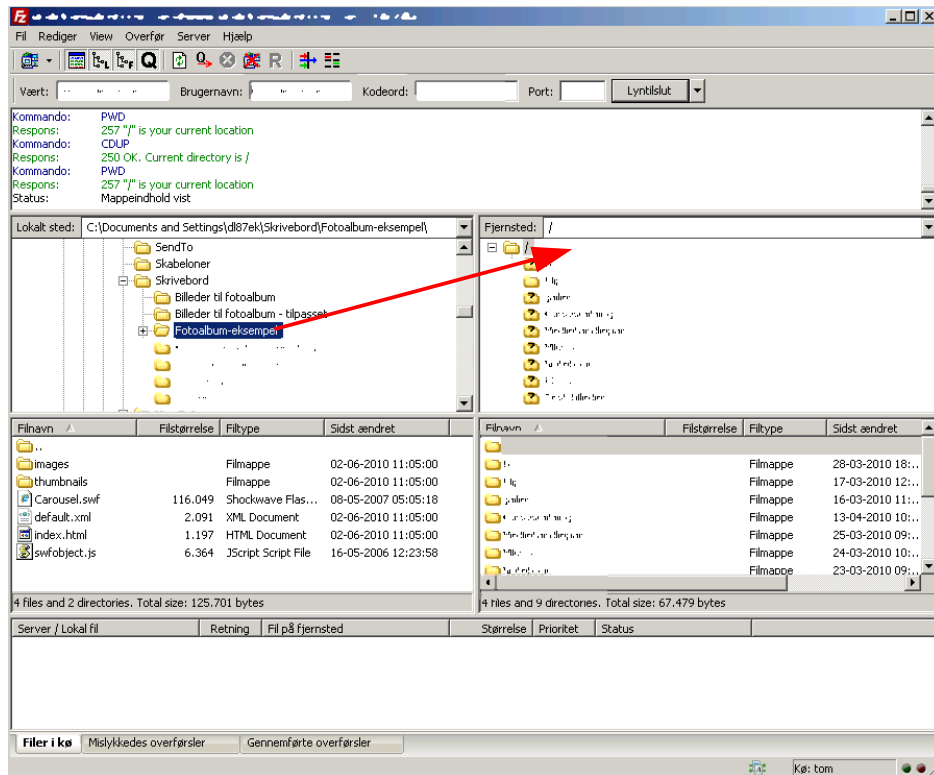 Fz
Fil Rediger View Overfør Server Hjælp
Vært: Brugernavn: Kodeord: Port: Lyntilslut
Kommando: PWD
Respons: 257 "/" is your current location
Kommando: CDUP
Respons: 250 OK. Current directory is /
Kommando: PWD
Respons: 257 "/" is your current location
Status: Mappeindhold vist
Lokalt sted: C:\Documents and Settings\dl87ek\Skrivebord\Fotoalbum-eksempel\
SendTo
Skabeloner
Skrivebord
Billeder til fotoalbum
Billeder til fotoalbum - tilpasset
Fotoalbum-eksempel
Fjernsted: /
/
Filnavn Filstørrelse Filtype Sidst ændret
..
images Filmappe 02-06-2010 11:05:00
thumbnails Filmappe 02-06-2010 11:05:00
Carousel.swf 116.049 Shockwave Flas... 08-05-2007 05:05:18
default.xml 2.091 XML Document 02-06-2010 11:05:00
index.html 1.197 HTML Document 02-06-2010 11:05:00
swfobject.js 6.364 JScript Script File 16-05-2006 12:23:58
4 files and 2 directories. Total size: 125.701 bytes
Filnavn Filstørrelse Filtype Sidst ændret
Filmappe 28-03-2010 18:..
Filmappe 17-03-2010 12:..
Filmappe 16-03-2010 11:..
Filmappe 13-04-2010 10:..
Filmappe 25-03-2010 09:..
Filmappe 24-03-2010 10:..
Filmappe 23-03-2010 09:..
4 files and 9 directories. Total size: 67.479 bytes
Server / Lokal fil Retning Fil på fjernsted Størrelse Prioritet Status
Filer i kø Mislykkedes overførsler Gennemførte overførsler
Kø: tom